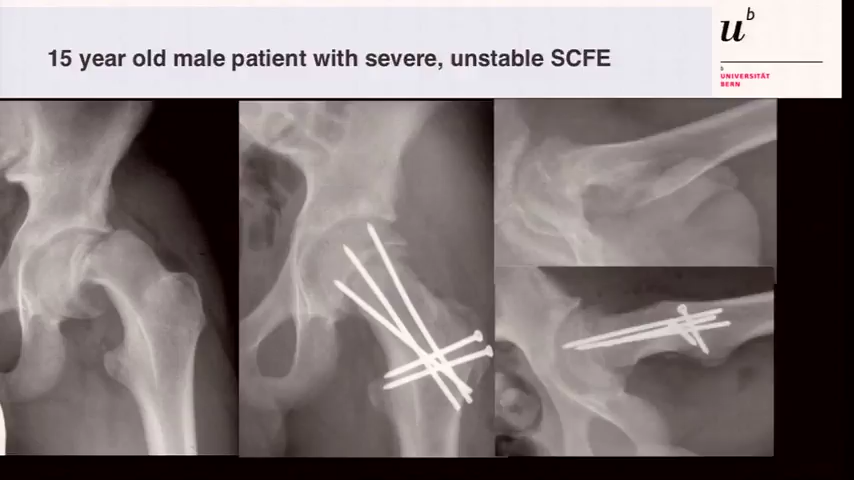 15 year old male patient with severe, unstable SCFE
u^b
b
UNIVERSITÄT
BERN